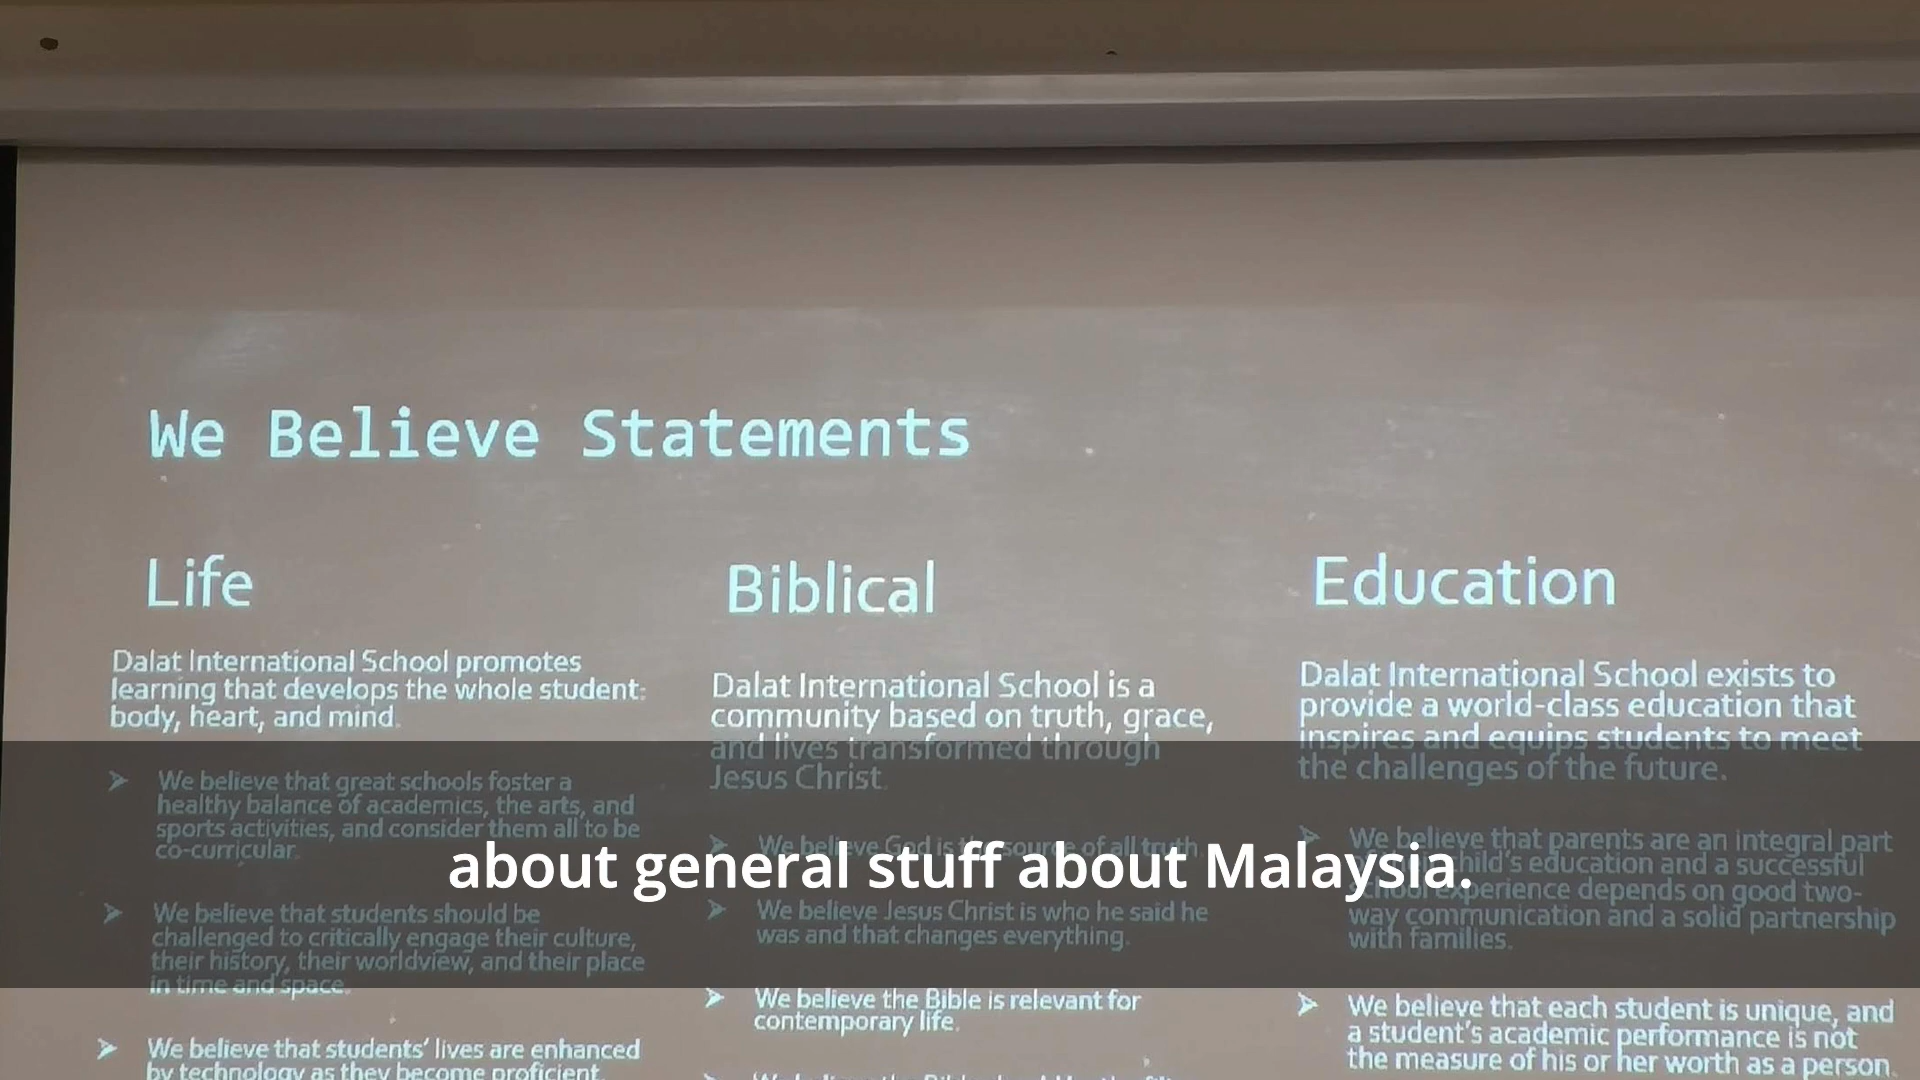 We Believe Statements
Life
Dalat International School promotes
learning that develops the whole student:
body, heart, and mind.
We believe that great schools foster a
healthy balance of academics, the arts, and
sports activities, and consider them all to be
co-curricular.
We believe that students should be
challenged to critically engage their culture,
their history, their worldview, and their place
in time and space.
We believe that students' lives are enhanced
by technology as they become proficient
Biblical
Dalat International School is a
community based on truth, grace,
and lives transformed through
Jesus Christ.
We believe God is the source of all truth.
We believe Jesus Christ is who he said he
was and that changes everything.
We believe the Bible is relevant for
contemporary life.
Education
Dalat International School exists to
provide a world-class education that
inspires and equips students to meet
the challenges of the future.
We believe that parents are an integral part
child's education and a successful
school experience depends on good two-
way communication and a solid partnership
with families.
We believe that each student is unique, and
a student's academic performance is not
the measure of his or her worth as a person.
about general stuff about Malaysia.